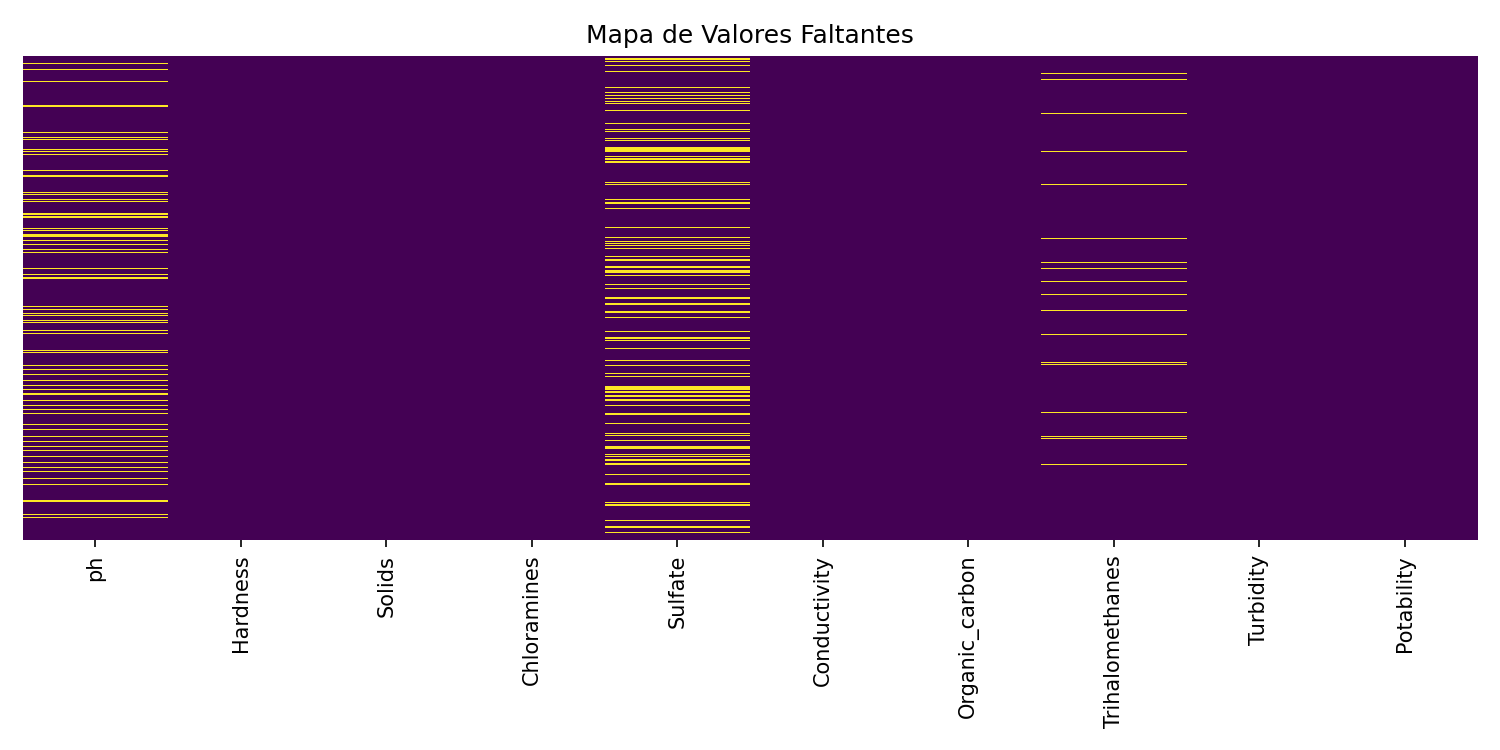 Mapa de Valores Faltantes
ph
Hardness
Solids
Chloramines
Sulfate
Conductivity
Organic_carbon
Trihalomethanes
Turbidity
Potability